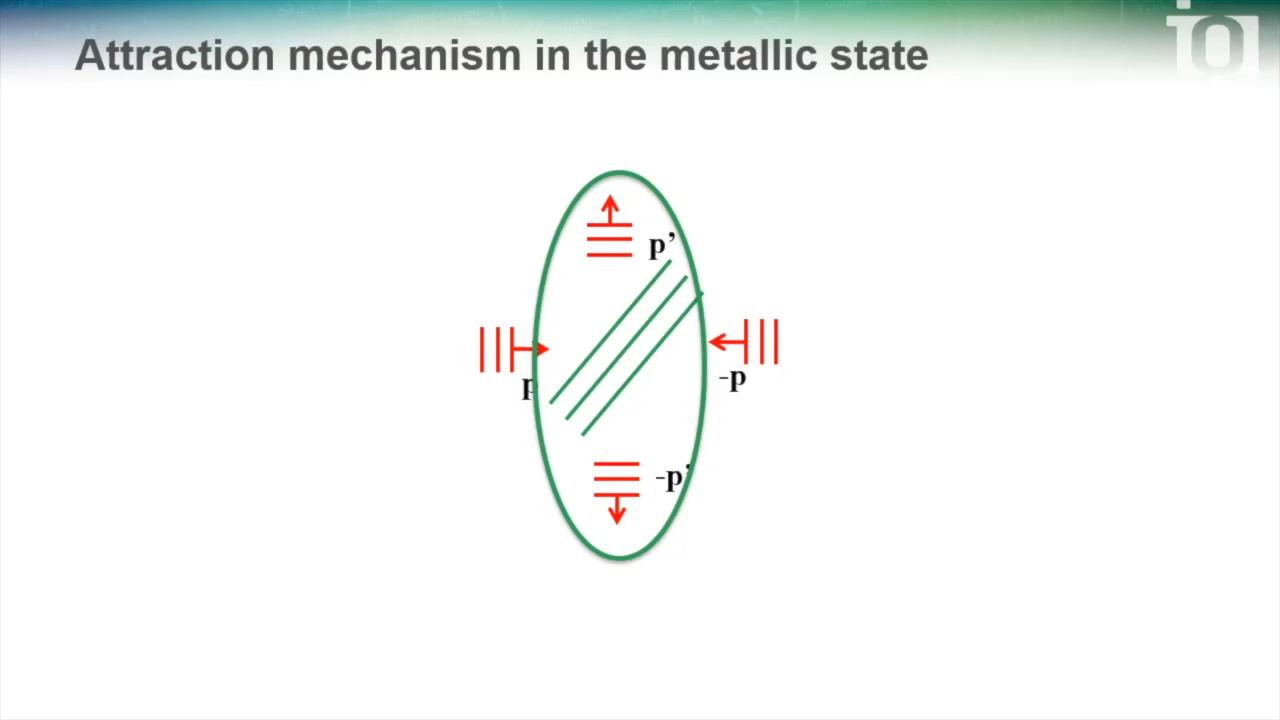 Attraction mechanism in the metallic state
p’
p
-p
-p’